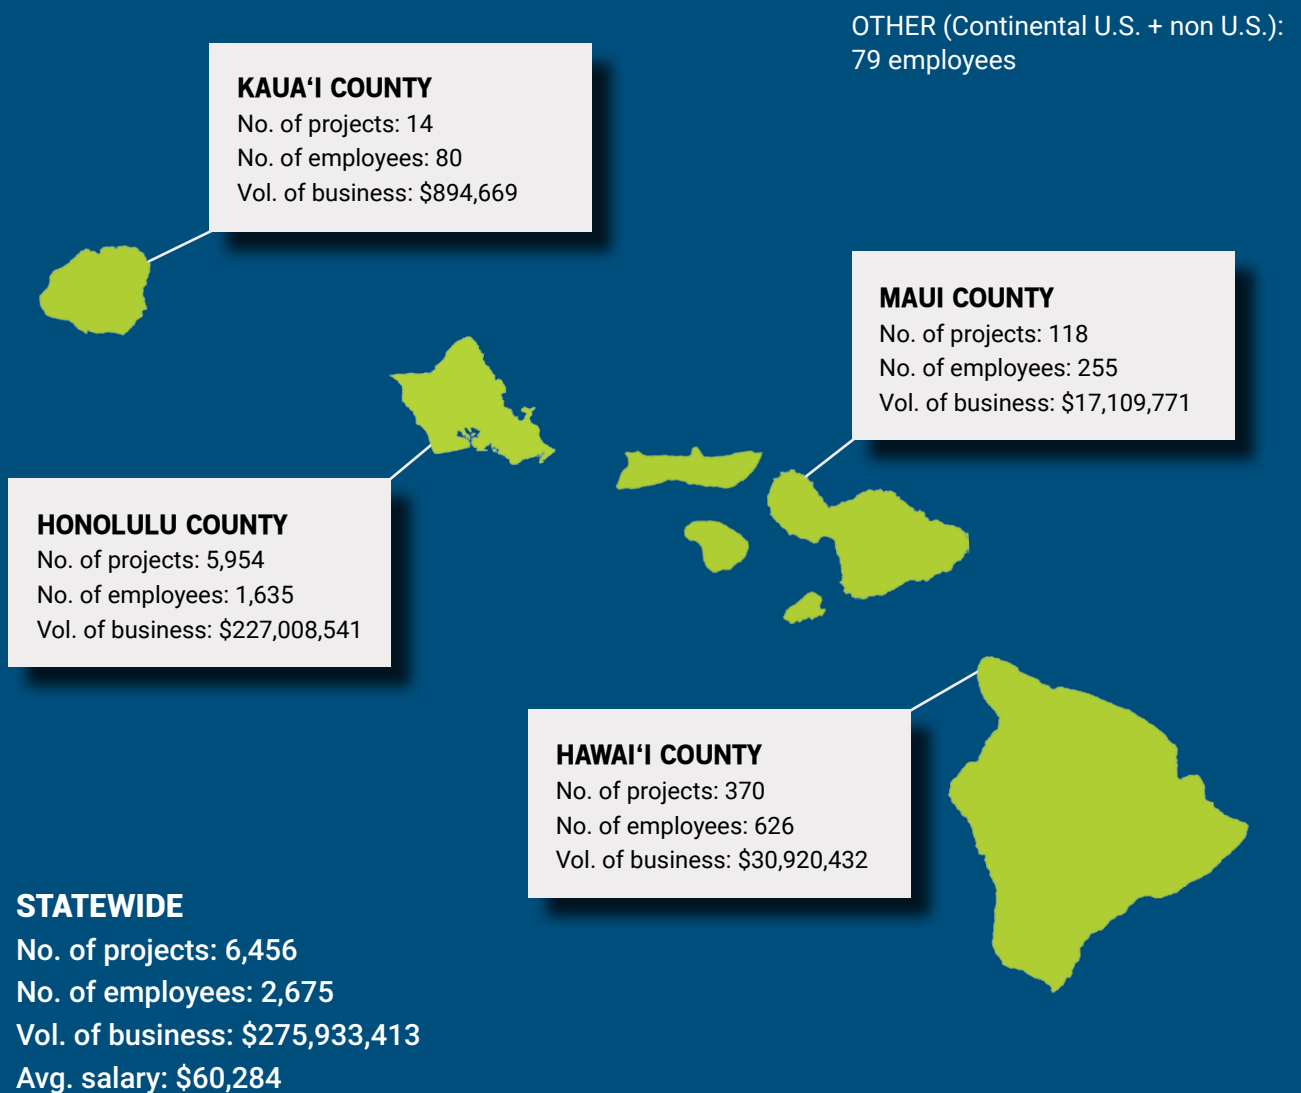 OTHER (Continental U.S. + non U.S.):
79 employees
KAUAʻI COUNTY
No. of projects: 14
No. of employees: 80
Vol. of business: $894,669
MAUI COUNTY
No. of projects: 118
No. of employees: 255
Vol. of business: $17,109,771
HONOLULU COUNTY
No. of projects: 5,954
No. of employees: 1,635
Vol. of business: $227,008,541
HAWAIʻI COUNTY
No. of projects: 370
No. of employees: 626
Vol. of business: $30,920,432
STATEWIDE
No. of projects: 6,456
No. of employees: 2,675
Vol. of business: $275,933,413
Avg. salary: $60,284